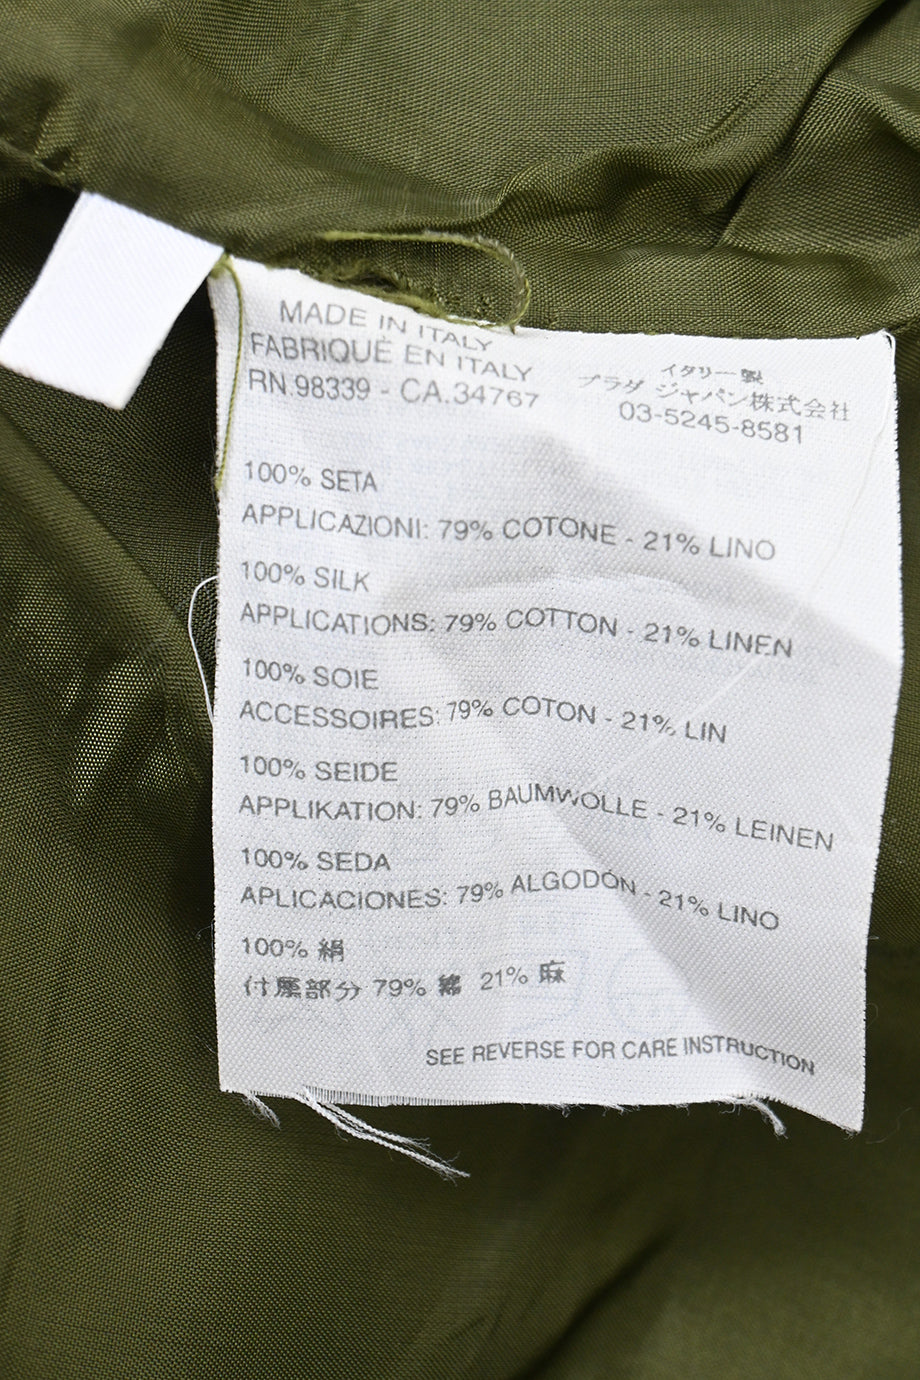 MADE IN ITALY
FABRIQUÉ EN ITALY
RN.98339 - CA.34767
イタリー製
プラダ ジャパン株式会社
03-5245-8581
100% SETA
APPLICAZIONI: 79% COTONE - 21% LINO
100% SILK
APPLICATIONS: 79% COTTON - 21% LINEN
100% SOIE
ACCESSOIRES: 79% COTON - 21% LIN
100% SEIDE
APPLIKATION: 79% BAUMWOLLE - 21% LEINEN
100% SEDA
APLICACIONES: 79% ALGODÓN - 21% LINO
100% 絹
付属部分 79% 綿 21% 麻
SEE REVERSE FOR CARE INSTRUCTION